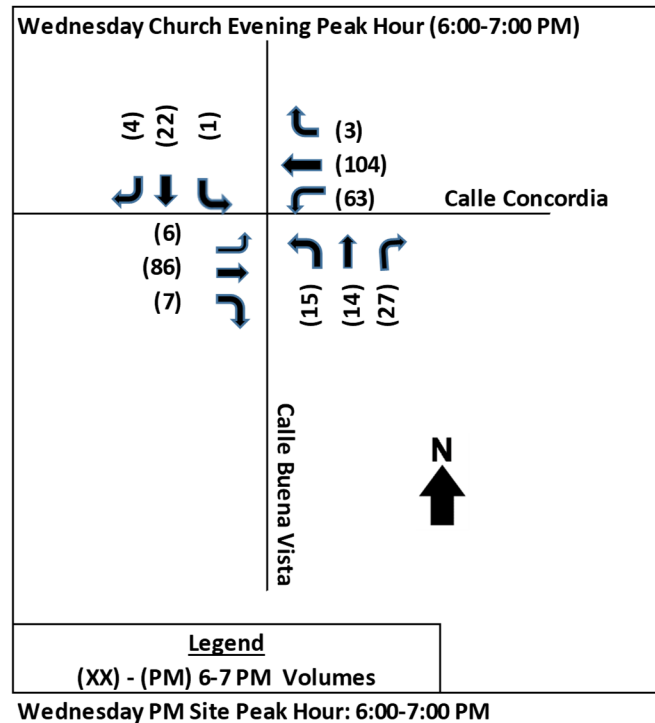 Wednesday Church Evening Peak Hour (6:00-7:00 PM)
(4) (22) (1)
(3)
(104)
(63)
Calle Concordia
(6)
(86)
(7)
(15) (14) (27)
Calle Buena Vista
N
Legend
(XX) - (PM) 6-7 PM Volumes
Wednesday PM Site Peak Hour: 6:00-7:00 PM